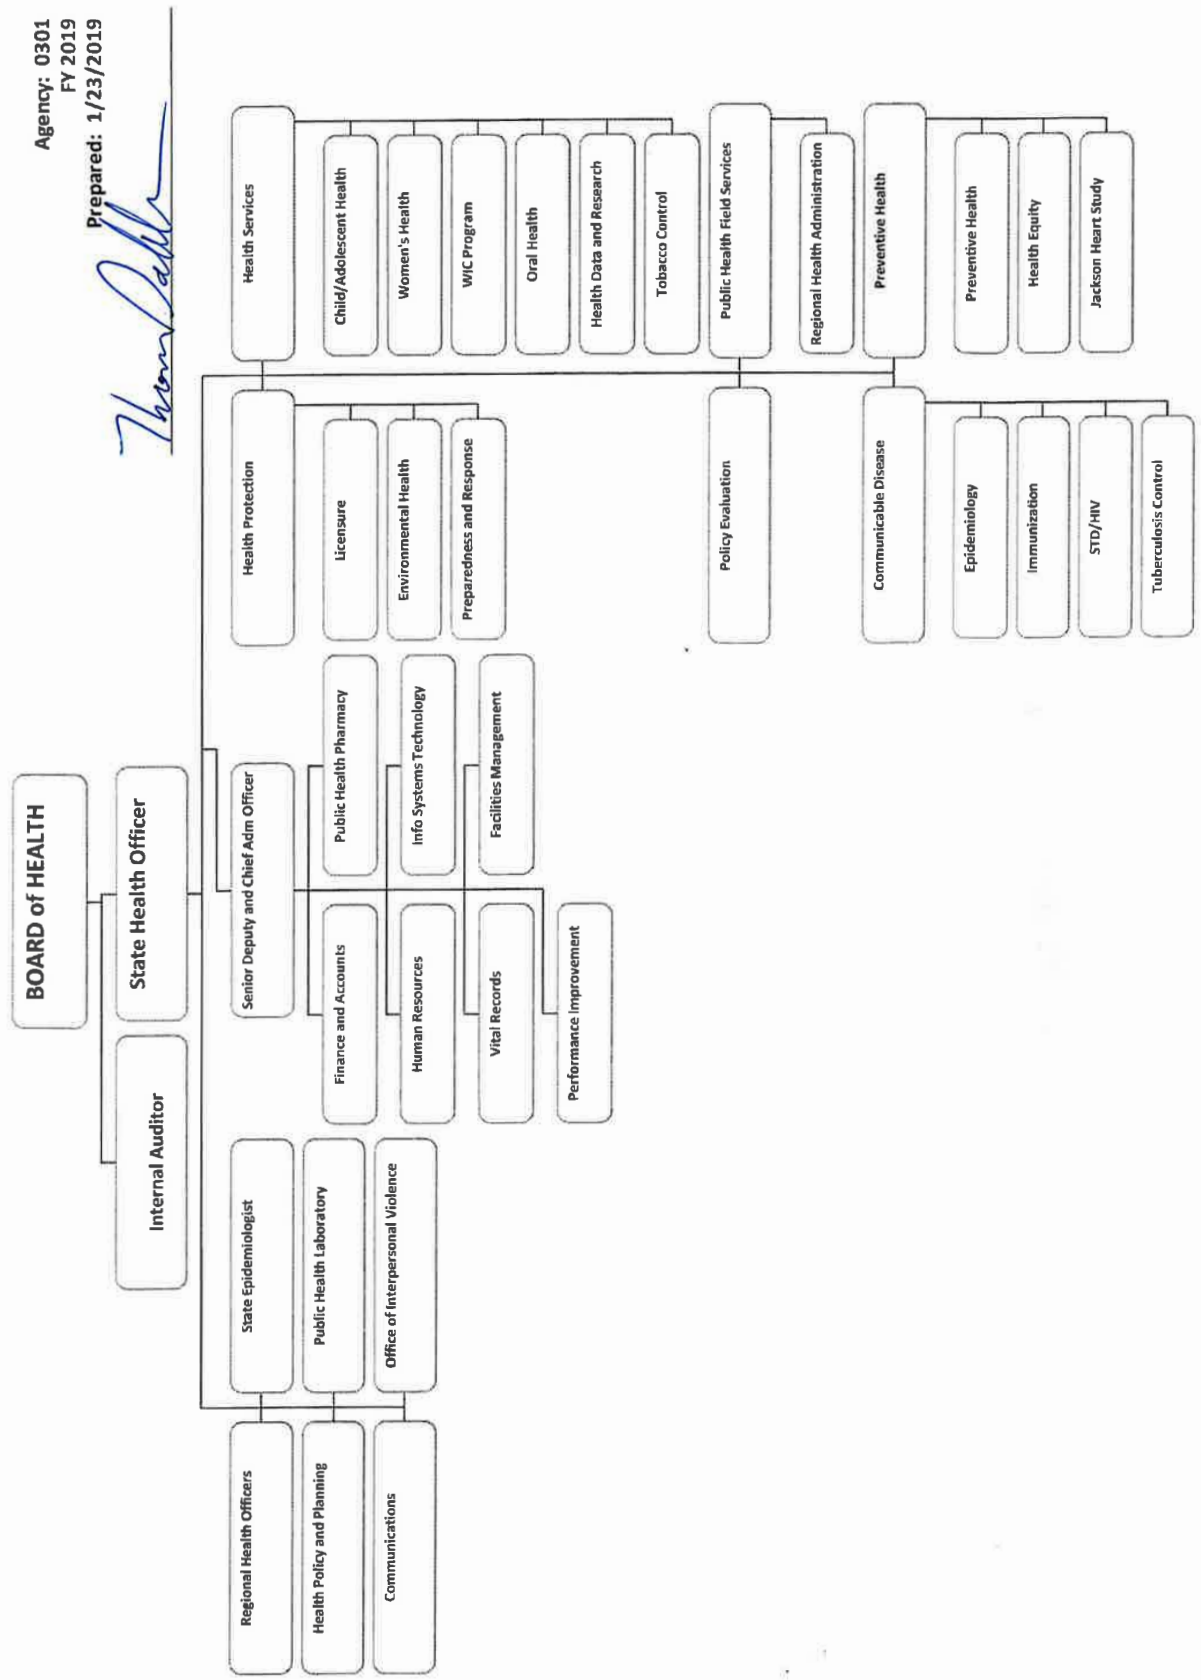 Agency: 0301
FY 2019
Prepared: 1/23/2019
BOARD of HEALTH
Internal Auditor
State Health Officer
Regional Health Officers
State Epidemiologist
Health Policy and Planning
Public Health Laboratory
Communications
Office of Interpersonal Violence
Senior Deputy and Chief Adm Officer
Finance and Accounts
Public Health Pharmacy
Human Resources
Info Systems Technology
Vital Records
Facilities Management
Performance Improvement
Health Protection
Licensure
Environmental Health
Preparedness and Response
Health Services
Child/Adolescent Health
Women's Health
WIC Program
Oral Health
Health Data and Research
Tobacco Control
Policy Evaluation
Public Health Field Services
Regional Health Administration
Communicable Disease
Epidemiology
Immunization
STD/HIV
Tuberculosis Control
Preventive Health
Preventive Health
Health Equity
Jackson Heart Study